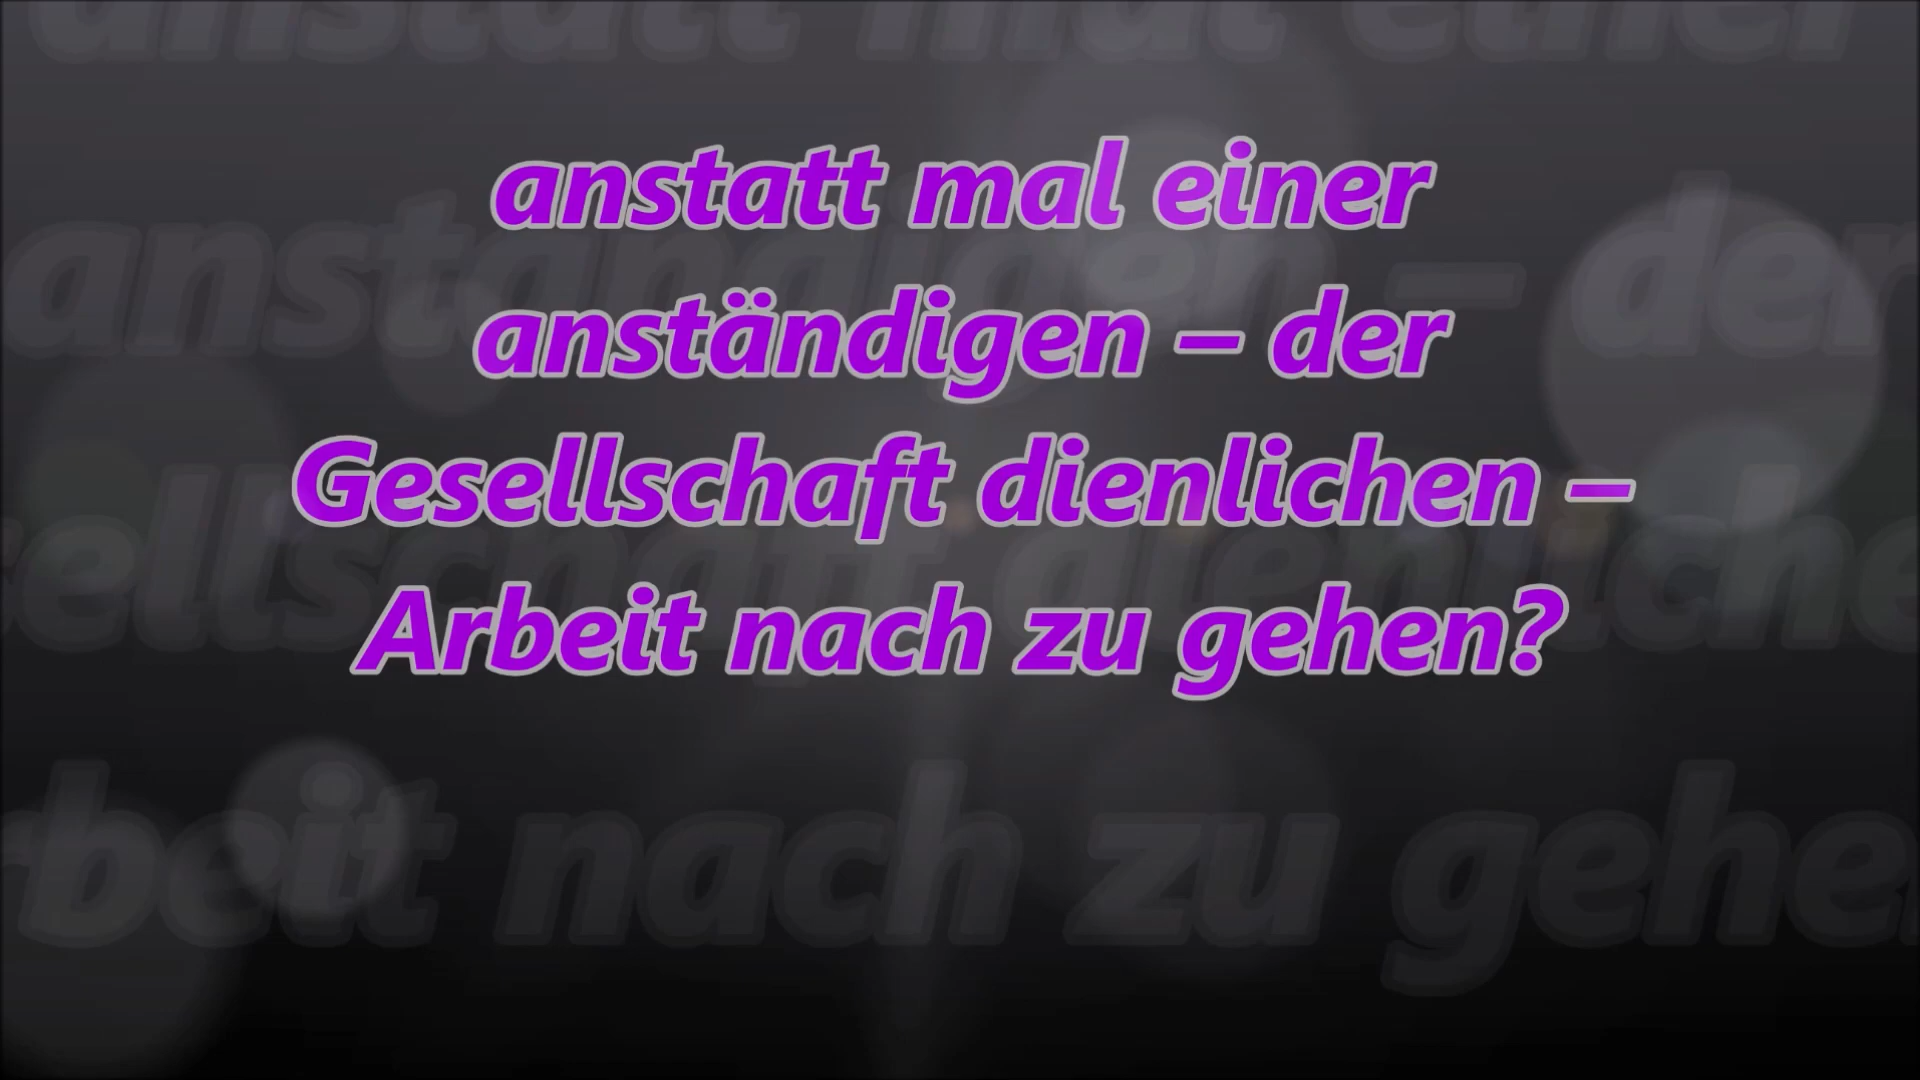 anstatt mal einer
anständigen – der
Gesellschaft dienlichen –
Arbeit nach zu gehen?